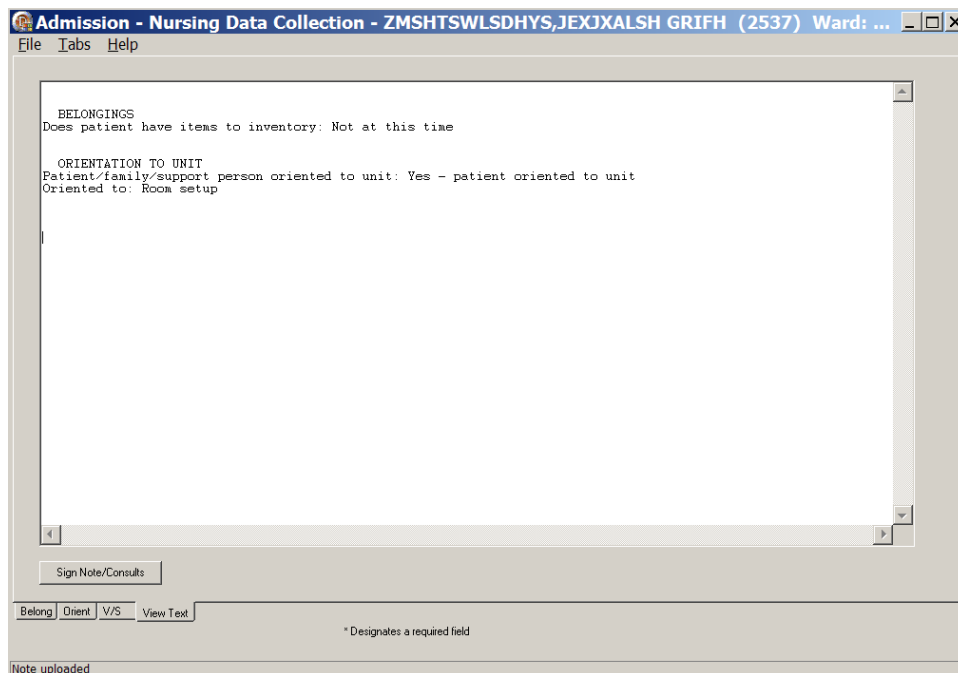 Admission - Nursing Data Collection - ZMSHTSWLSDHYS,JEXJXALSH GRIFH (2537) Ward: ...
File Tabs Help
BELONGINGS
Does patient have items to inventory: Not at this time
ORIENTATION TO UNIT
Patient/family/support person oriented to unit: Yes - patient oriented to unit
Oriented to: Room setup
Sign Note/Consults
Belong Orient V/S View Text
* Designates a required field
Note uploaded